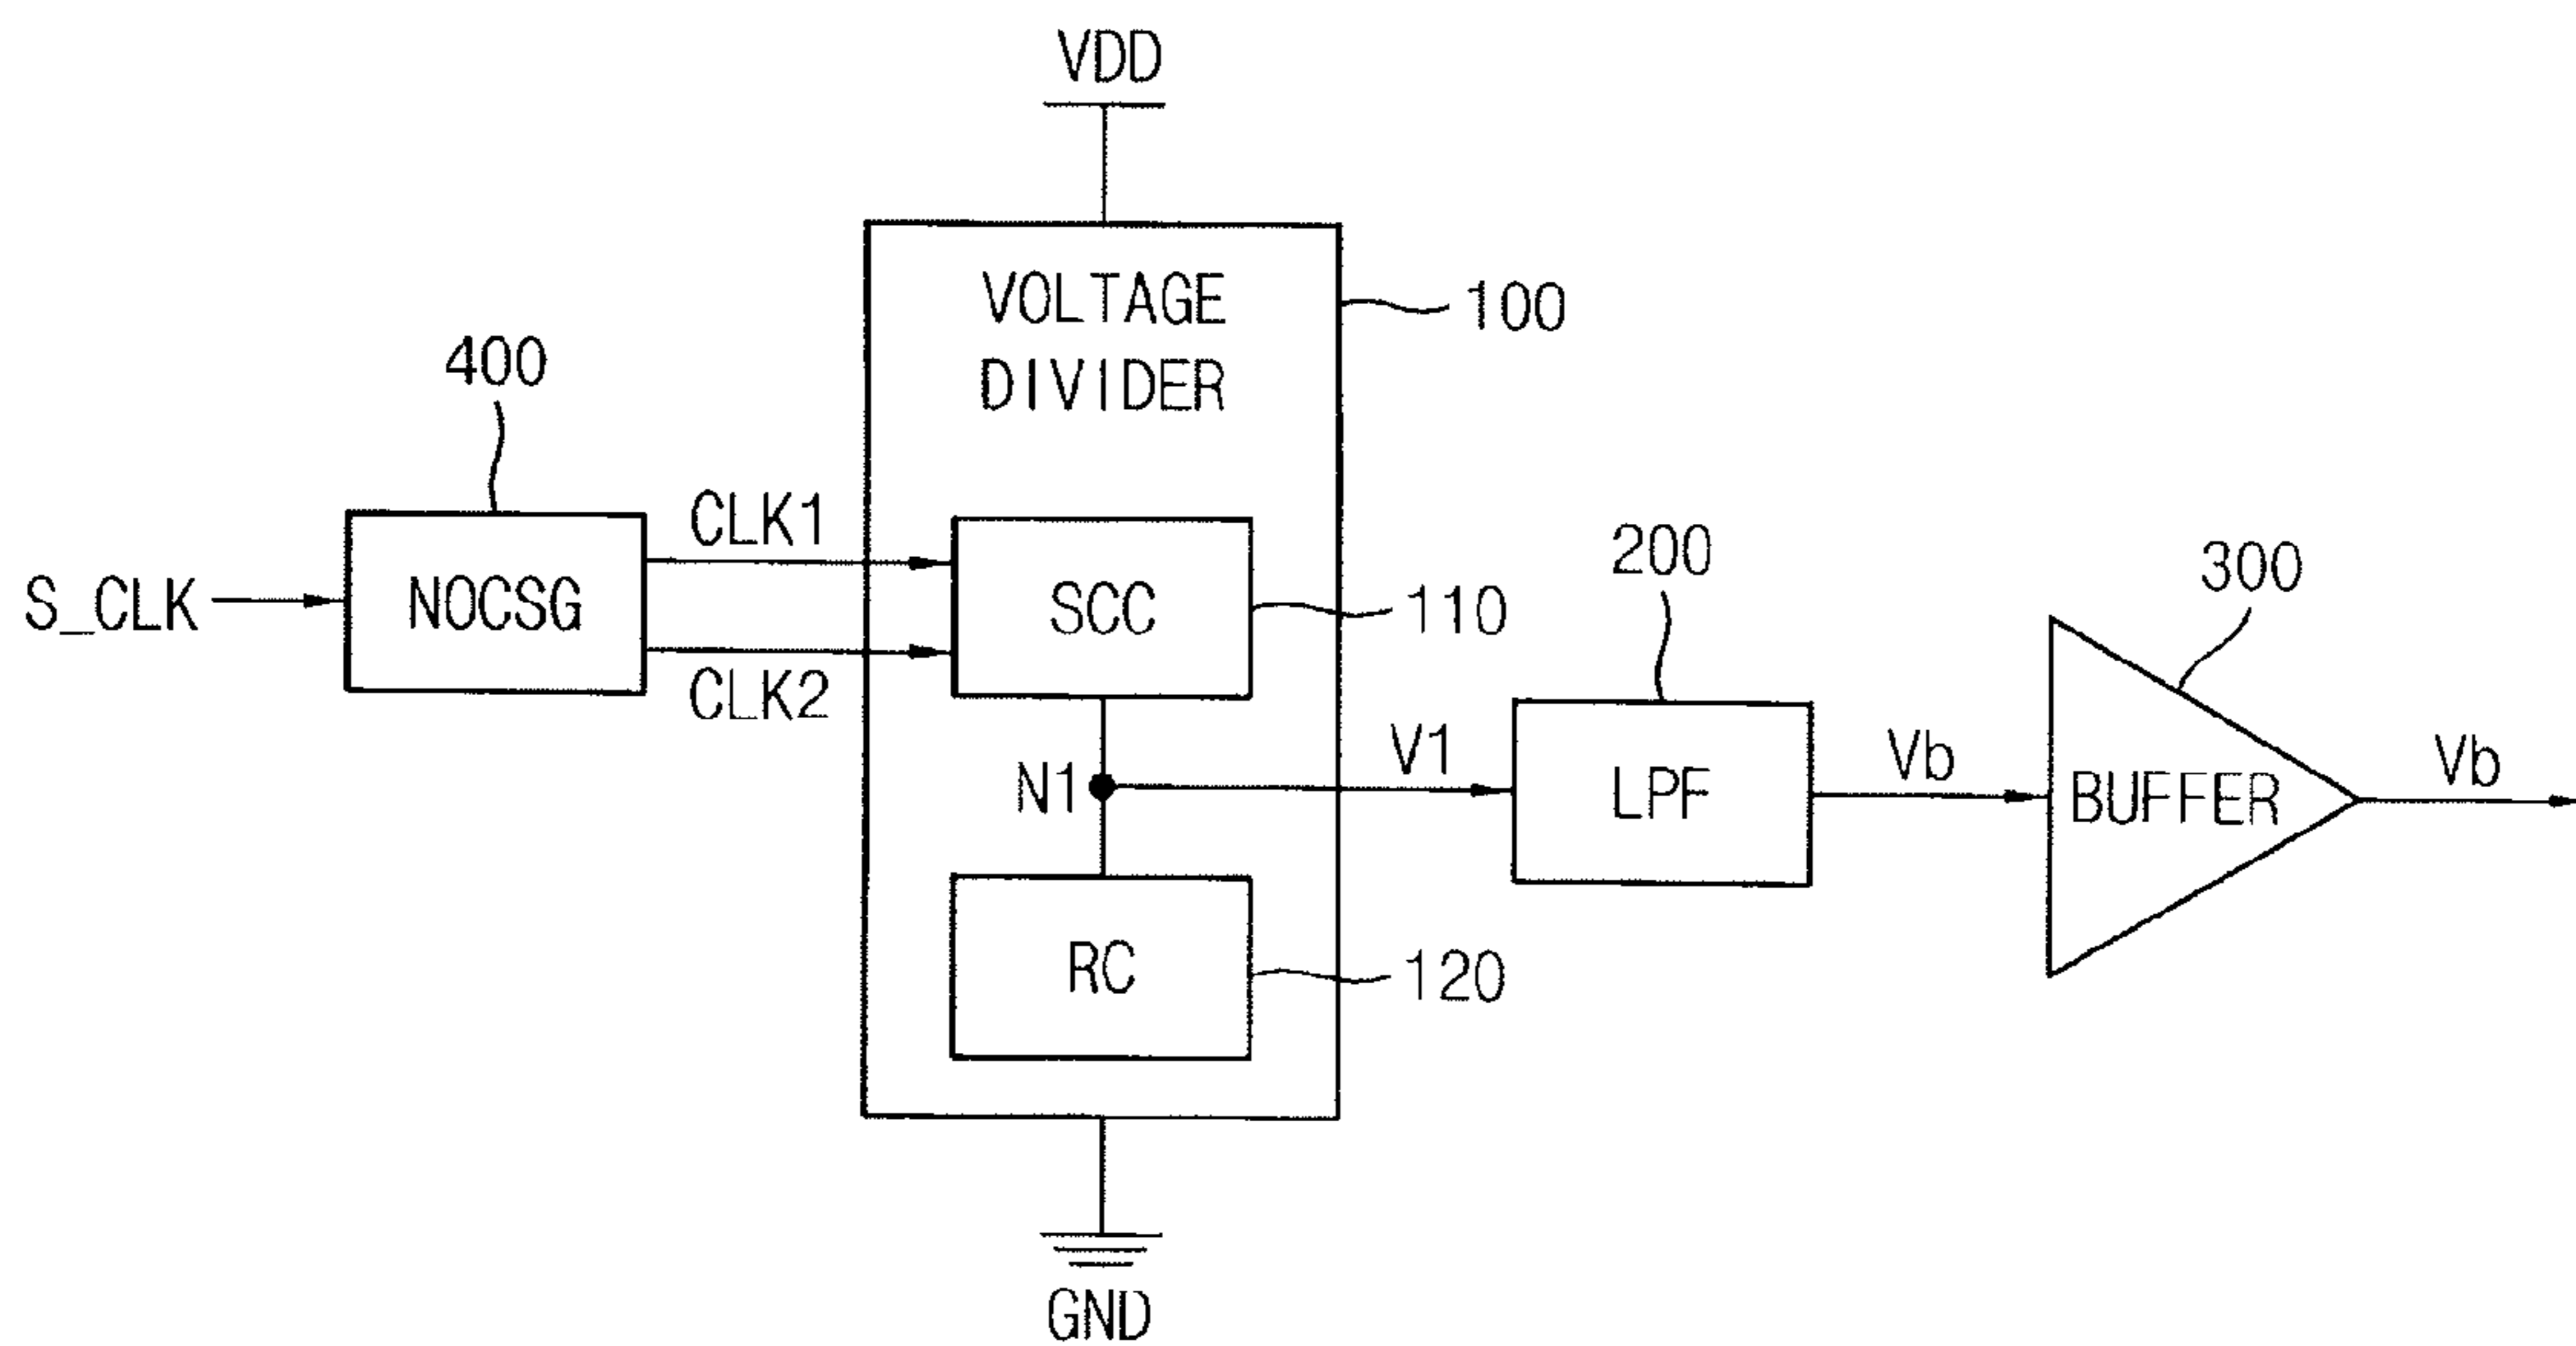 VDD
VOLTAGE
DIVIDER
100
400
CLK1
S_CLK
NOCSG
SCC
110
CLK2
200
300
N1
V1
LPF
Vb
BUFFER
Vb
RC
120
GND